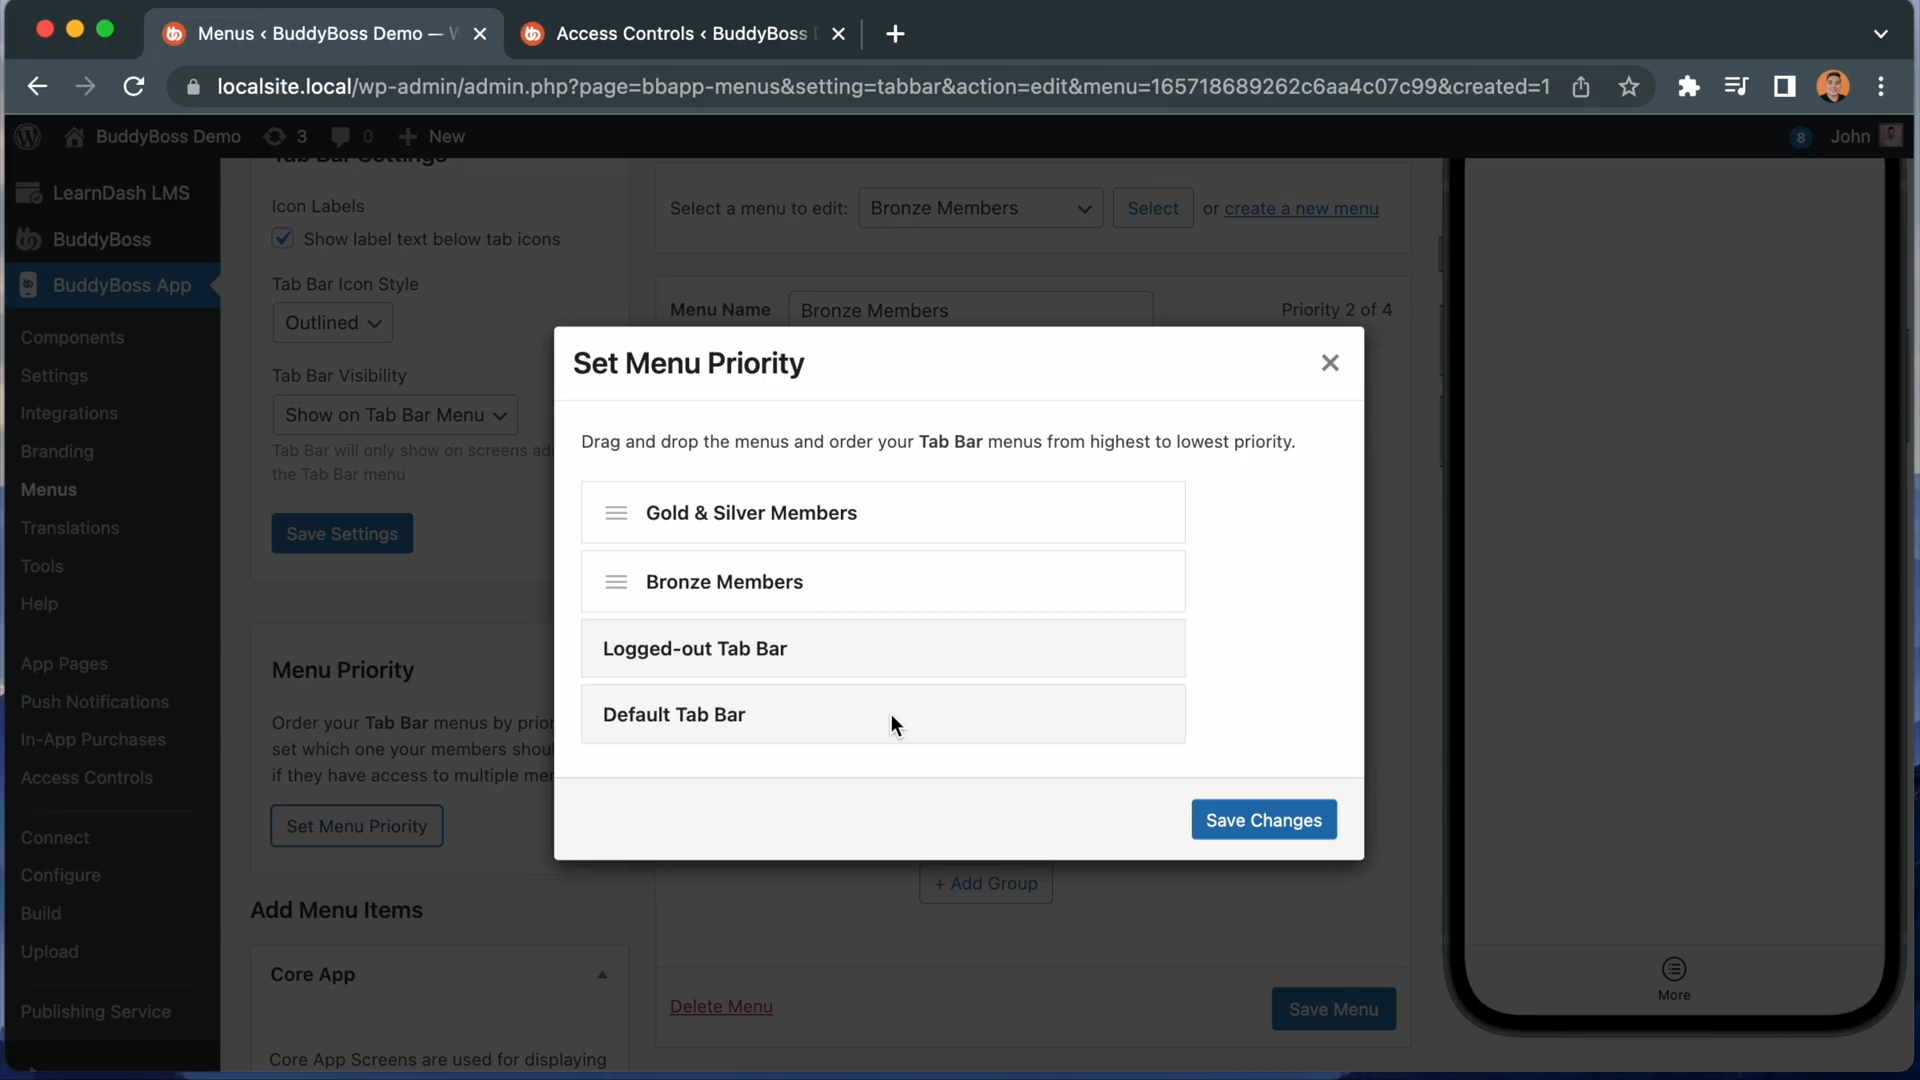 Menus ‹ BuddyBoss Demo —
Access Controls ‹ BuddyBoss
localsite.local/wp-admin/admin.php?page=bbapp-menus&setting=tabbar&action=edit&menu=165718689262c6aa4c07c99&created=1
BuddyBoss Demo
3
0
New
8
John
LearnDash LMS
BuddyBoss
BuddyBoss App
Components
Settings
Integrations
Branding
Menus
Translations
Tools
Help
App Pages
Push Notifications
In-App Purchases
Access Controls
Connect
Configure
Build
Upload
Publishing Service
Tab Bar Settings
Icon Labels
Show label text below tab icons
Tab Bar Icon Style
Outlined
Tab Bar Visibility
Show on Tab Bar Menu
Tab Bar will only show on screens
the Tab Bar menu
Save Settings
Menu Priority
Order your Tab Bar menus by
set which one your members
if they have access to multiple
Set Menu Priority
Add Menu Items
Core App
Core App Screens are used for displaying
Select a menu to edit:
Bronze Members
Select
or create a new menu
Menu Name
Bronze Members
Priority 2 of 4
Set Menu Priority
Drag and drop the menus and order your Tab Bar menus from highest to lowest priority.
Gold & Silver Members
Bronze Members
Logged-out Tab Bar
Default Tab Bar
Save Changes
+ Add Group
Delete Menu
Save Menu
More